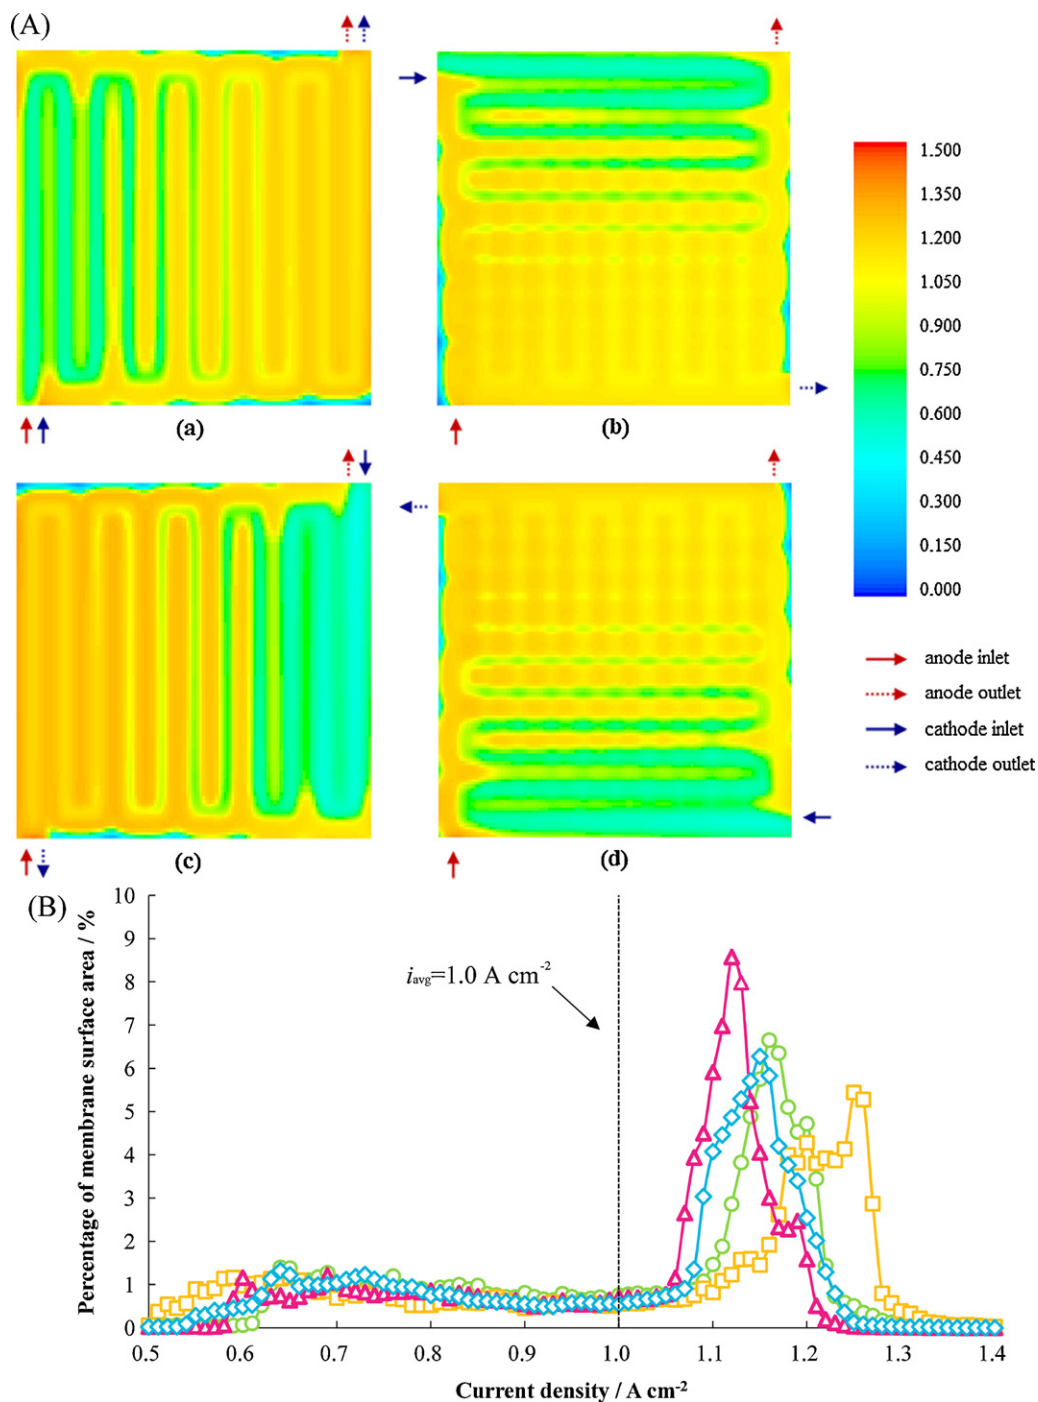 (A)
(a)
(b)
1.500
1.350
1.200
1.050
0.900
0.750
0.600
0.450
0.300
0.150
0.000
anode inlet
anode outlet
cathode inlet
cathode outlet
(c)
(d)
(B)
Percentage of membrane surface area / %
10
9
8
7
6
5
4
3
2
1
0
iavg=1.0 A cm-2
0.5
0.6
0.7
0.8
0.9
1.0
1.1
1.2
1.3
1.4
Current density / A cm-2